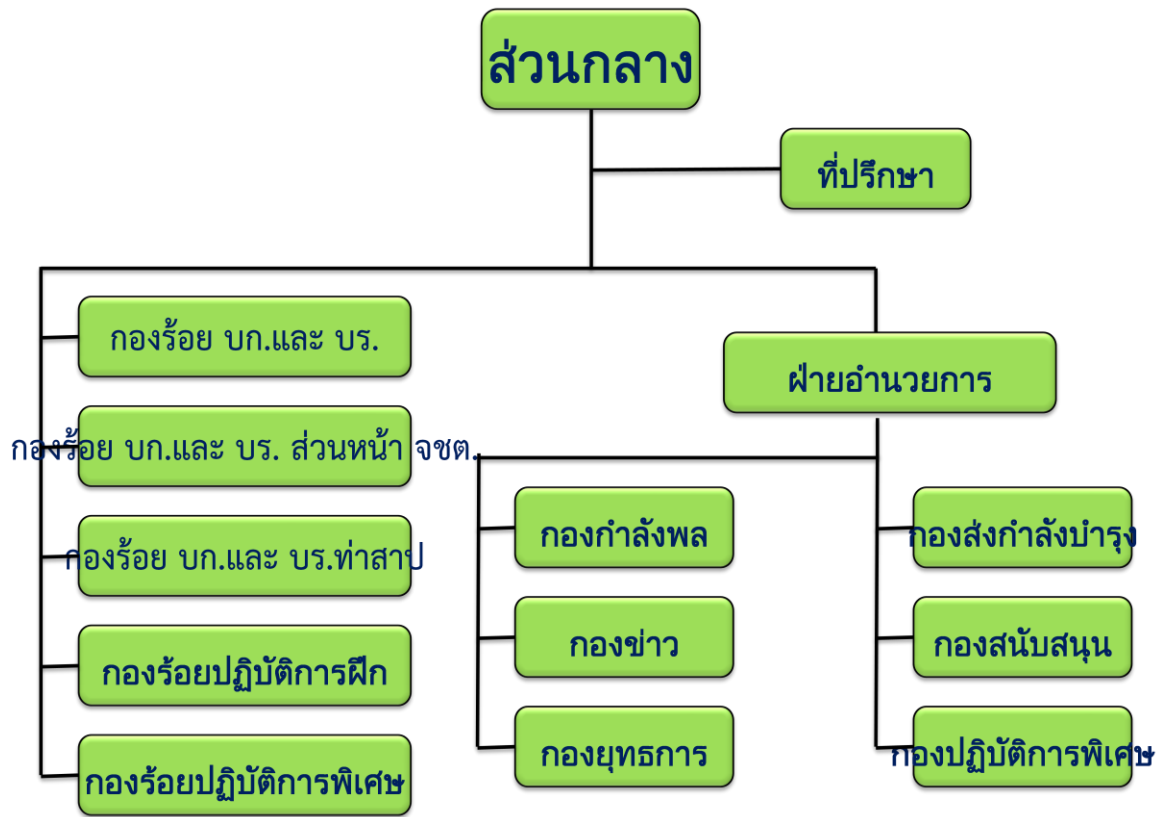 ส่วนกลาง
ที่ปรึกษา
กองร้อย บก.และ บร.
กองร้อย บก.และ บร. ส่วนหน้า จชต.
กองร้อย บก.และ บร.ท่าสาป
กองร้อยปฏิบัติการฝึก
กองร้อยปฏิบัติการพิเศษ
ฝ่ายอำนวยการ
กองกำลังพล
กองข่าว
กองยุทธการ
กองส่งกำลังบำรุง
กองสนับสนุน
กองปฏิบัติการพิเศษ